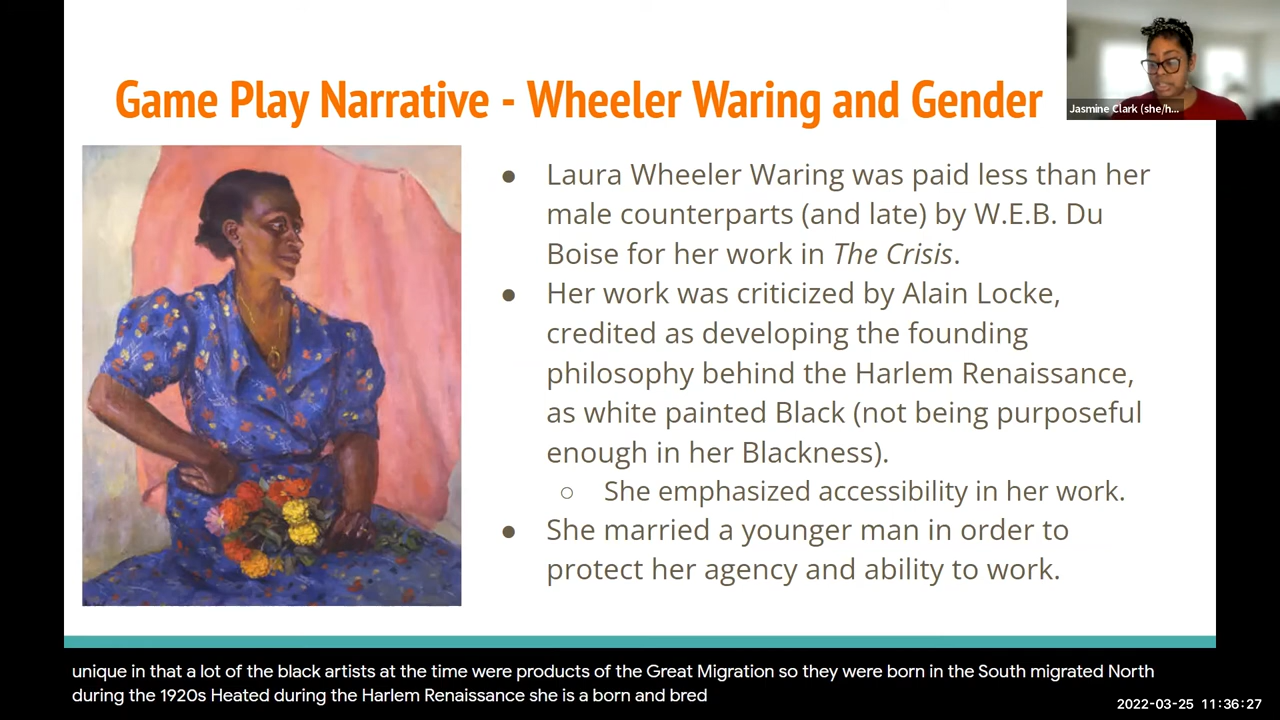 Game Play Narrative - Wheeler Waring and Gender
Jasmine Clark (she/h...
● Laura Wheeler Waring was paid less than her
male counterparts (and late) by W.E.B. Du
Boise for her work in The Crisis.
● Her work was criticized by Alain Locke,
credited as developing the founding
philosophy behind the Harlem Renaissance,
as white painted Black (not being purposeful
enough in her Blackness).
○ She emphasized accessibility in her work.
● She married a younger man in order to
protect her agency and ability to work.
unique in that a lot of the black artists at the time were products of the Great Migration so they were born in the South migrated North
during the 1920s Heated during the Harlem Renaissance she is a born and bred
2022-03-25 11:36:27